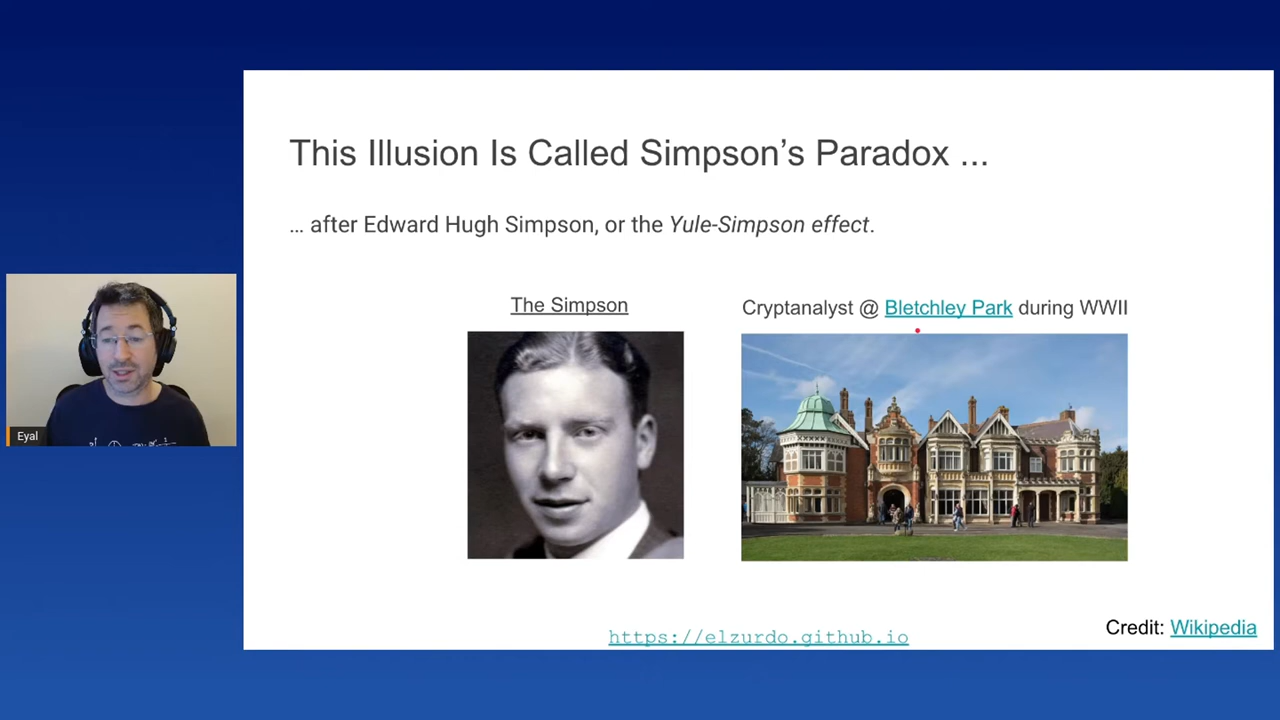 This Illusion Is Called Simpson’s Paradox ...
... after Edward Hugh Simpson, or the Yule-Simpson effect.
The Simpson
Cryptanalyst @ Bletchley Park during WWII
Eyal
https://elzurdo.github.io
Credit: Wikipedia